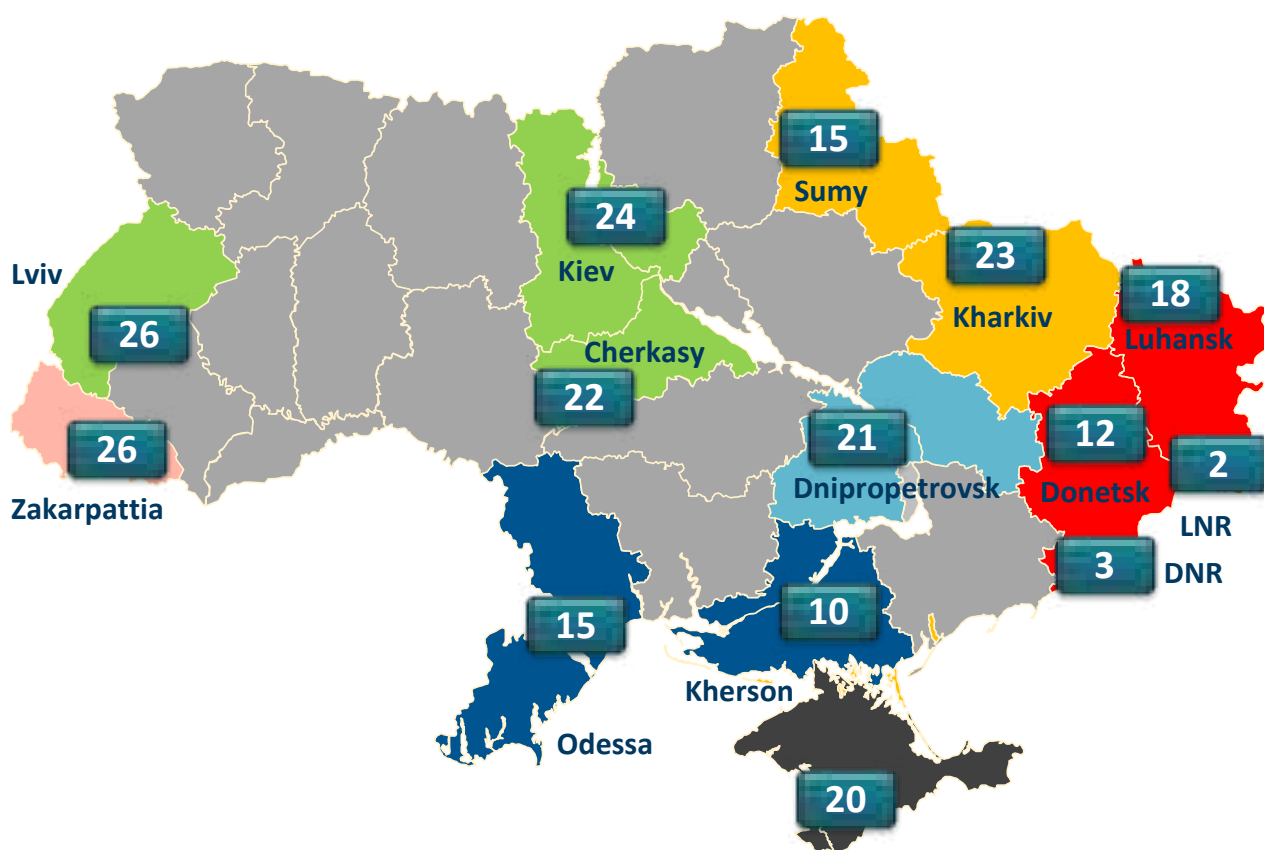 15
Sumy
24
Kiev
23
Kharkiv
Lviv
26
18
Luhansk
Cherkasy
22
26
Zakarpattia
21
Dnipropetrovsk
12
Donetsk
2
LNR
3
DNR
15
Odessa
10
Kherson
20